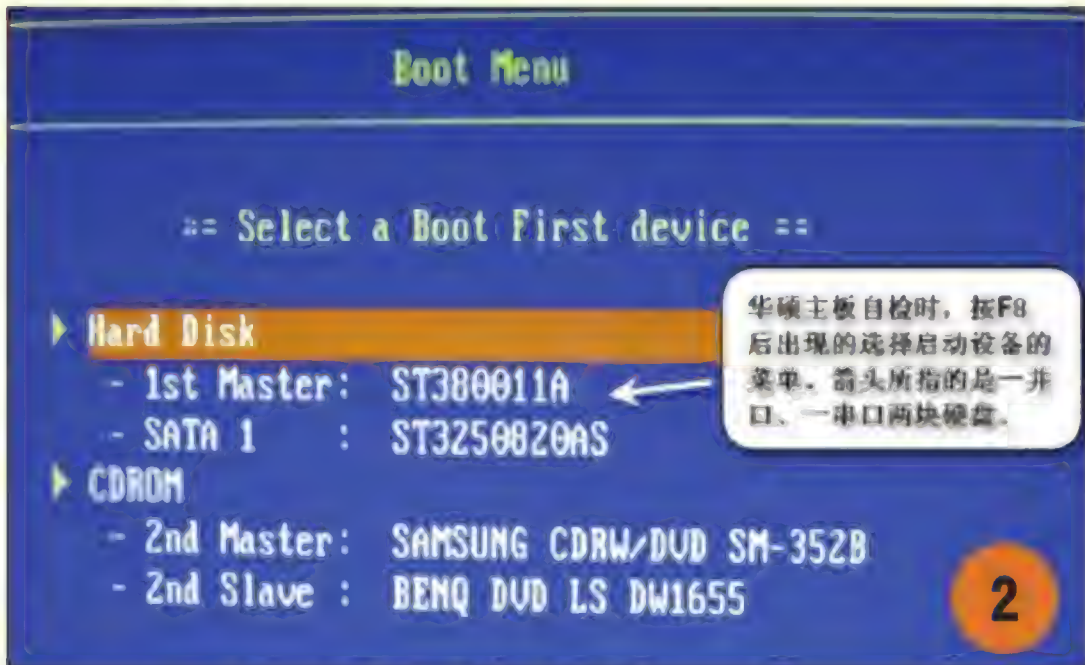 Boot Menu
== Select a Boot First device ==
Hard Disk
- 1st Master: ST380011A
- SATA 1 : ST3250820AS
CDROM
- 2nd Master: SAMSUNG CDRW/DVD SM-352B
- 2nd Slave : BENQ DVD LS DW1655
华硕主板自检时，按F8
后出现的选择启动设备的
菜单。箭头所指的是一并
口、一串口两块硬盘。
2